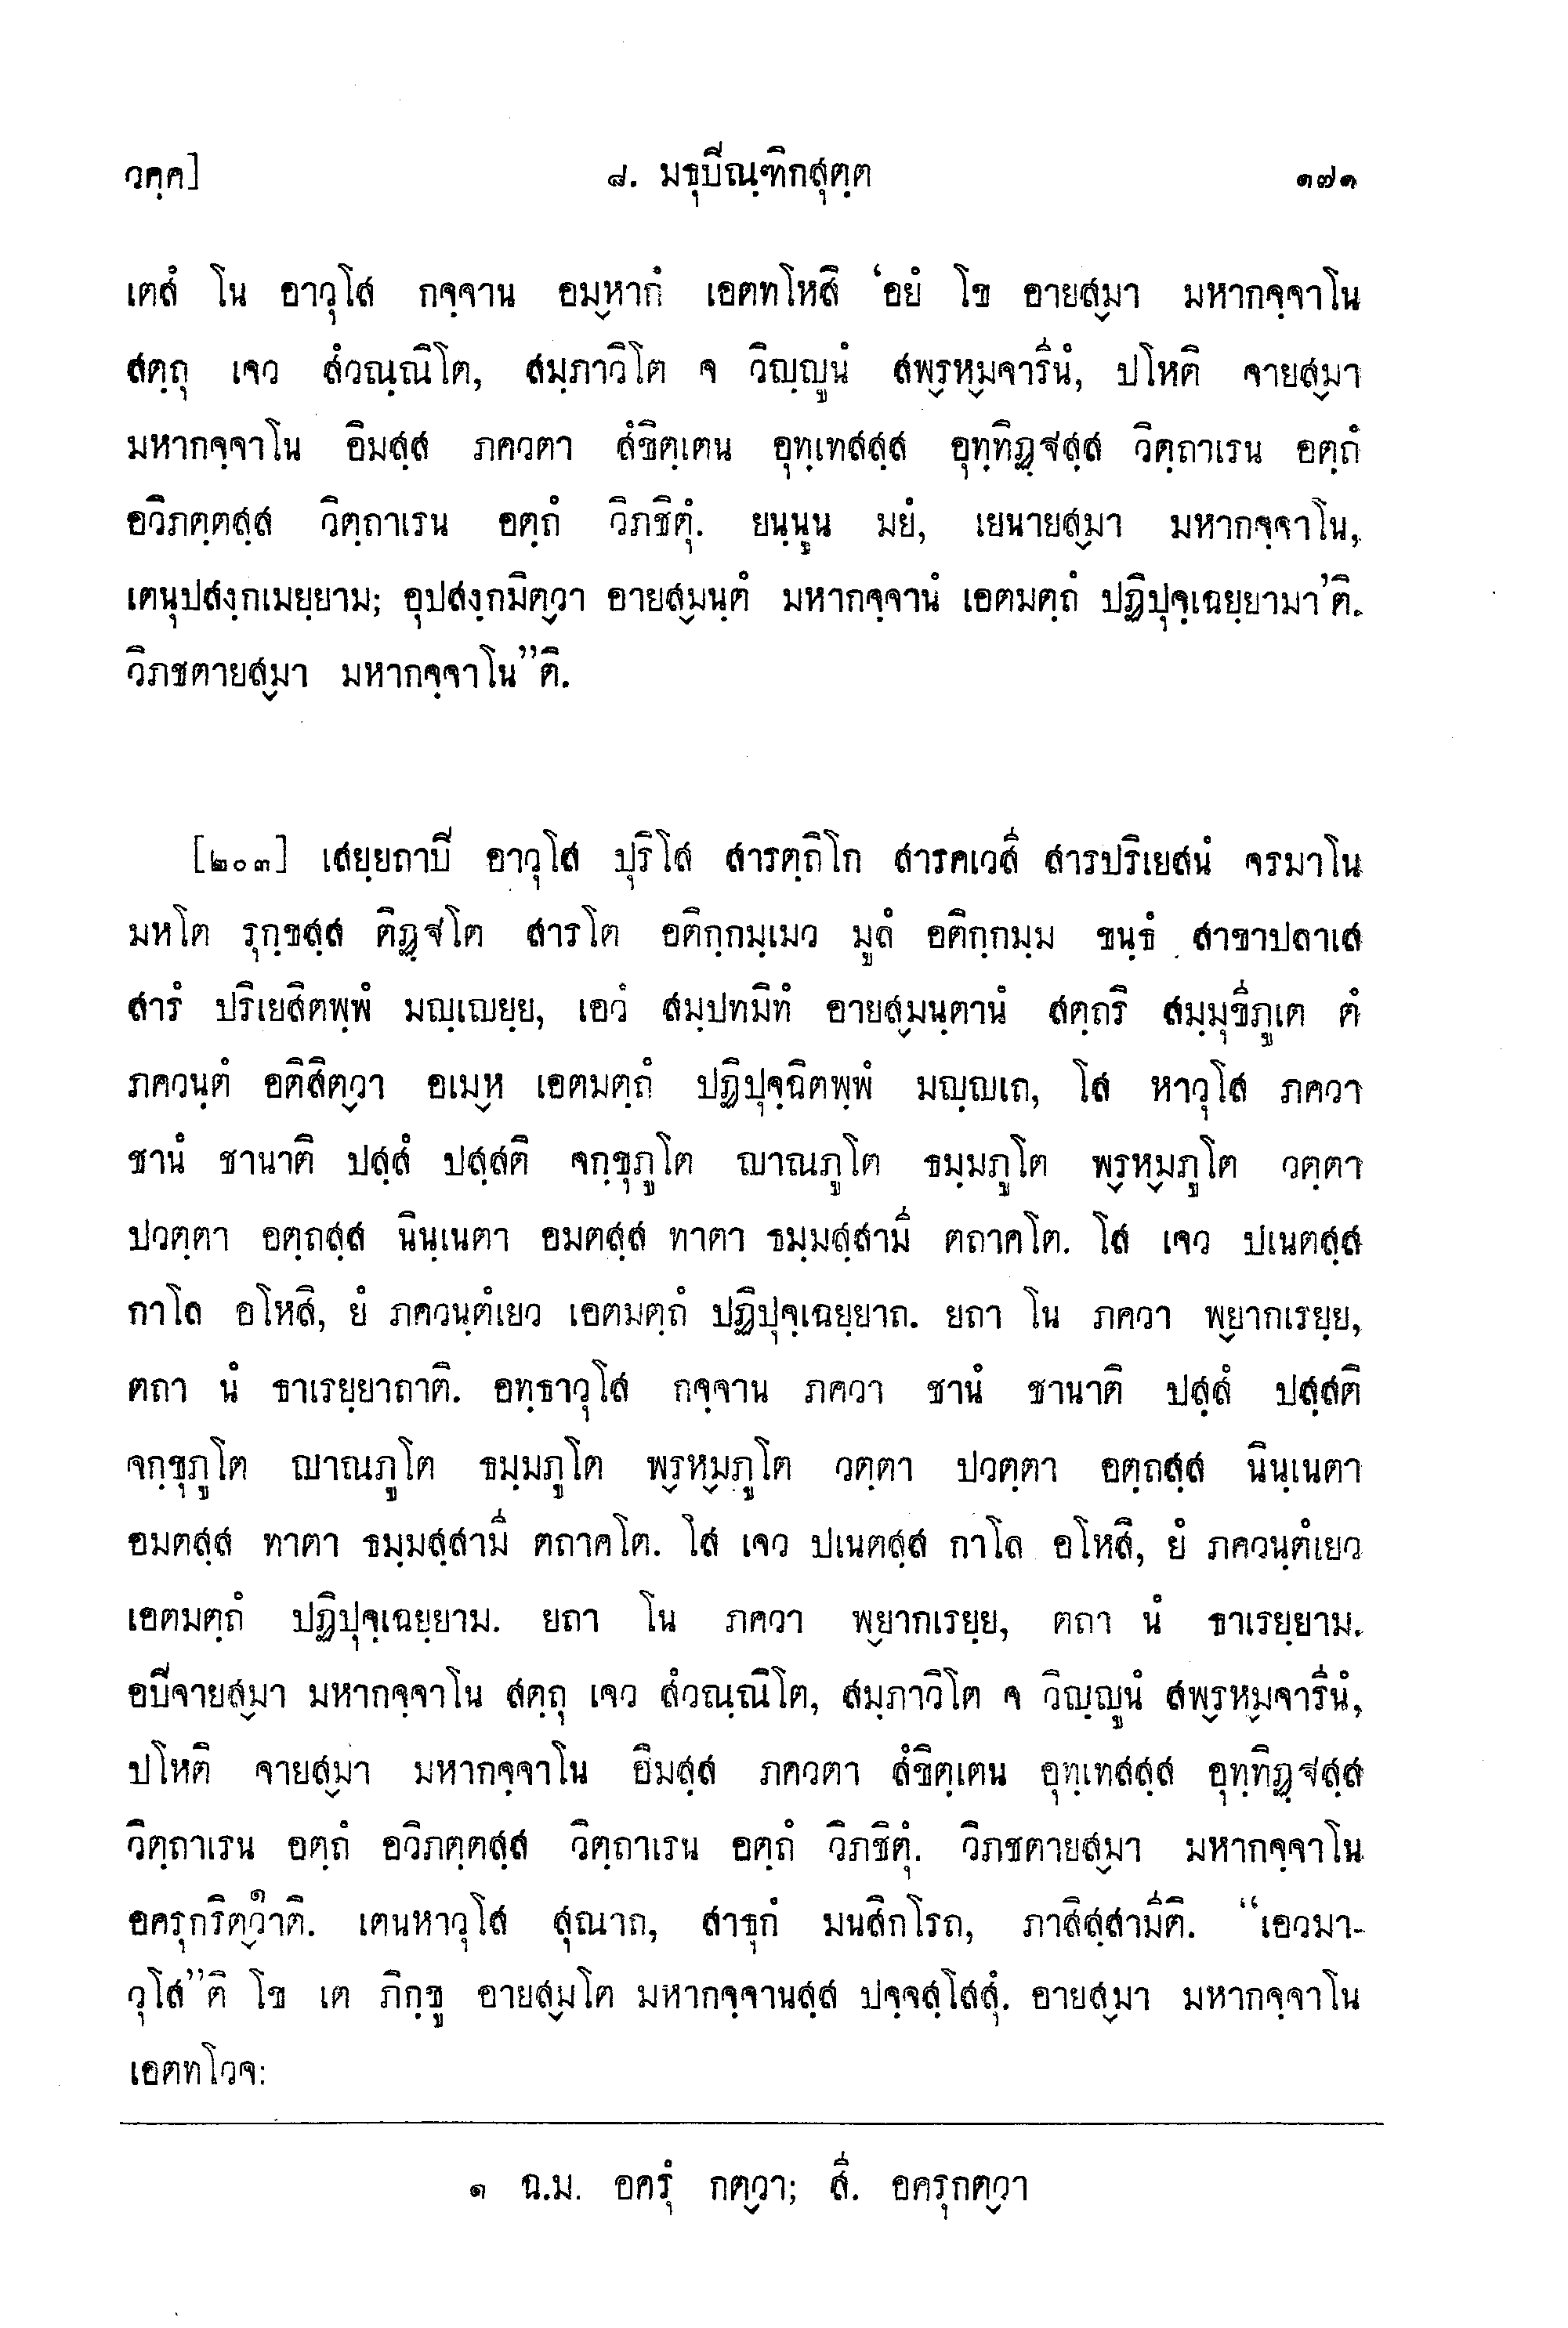 วคฺค] ๘. มธุปิณฺฑิกสุตฺต ๑๗๑
เตสํ โน อาวุโส กจฺจาน อมฺหากํ เอตทโหสิ ‘อยํ โข อายสฺมา มหากจฺจาโน
สตฺถุ เจว สํวณฺณิโต, สมฺภาวิโต จ วิญฺญูนํ สพฺรหฺมจารีนํ, ปโหติ จายสฺมา
มหากจฺจาโน อิมสฺส ภควตา สํขิตฺเตน อุทฺเทสสฺส อุทฺทิฏฺฐสฺส วิตฺถาเรน อตฺถํ
อวิภตฺตสฺส วิตฺถาเรน อตฺถํ วิภชิตุํ. ยนฺนูน มยํ, เยนายสฺมา มหากจฺจาโน,
เตนุปสงฺกเมยฺยาม; อุปสงฺกมิตฺวา อายสฺมนฺตํ มหากจฺจานํ เอตมตฺถํ ปฏิปุจฺเฉยฺยามา’ติ.
วิภชตายสฺมา มหากจฺจาโน”ติ.
[๒๐๓] เสยฺยถาปิ อาวุโส ปุริโส สารตฺถิโก สารคเวสี สารปริเยสนํ จรมาโน
มหโต รุกฺขสฺส ติฏฺฐโต สารโต อติกฺกมฺเมว มูลํ อติกฺกมฺม ขนฺธํ สาขาปลาเส
สารํ ปริเยสิตพฺพํ มญฺเญยฺย, เอวํ สมฺปทมิทํ อายสฺมนฺตานํ สตฺถริ สมฺมุขีภูเต ตํ
ภควนฺตํ อติสิตฺวา อเมฺห เอตมตฺถํ ปฏิปุจฺฉิตพฺพํ มญฺญเถ, โส หาวุโส ภควา
ชานํ ชานาติ ปสฺสํ ปสฺสติ จกฺขุภูโต ญาณภูโต ธมฺมภูโต พฺรหฺมภูโต วตฺตา
ปวตฺตา อตฺถสฺส นินฺเนตา อมตสฺส ทาตา ธมฺมสฺสามี ตถาคโต. โส เจว ปเนตสฺส
กาโล อโหสิ, ยํ ภควนฺตํเยว เอตมตฺถํ ปฏิปุจฺเฉยฺยาถ. ยถา โน ภควา พฺยากเรยฺย,
ตถา นํ ธาเรยฺยาถาติ. อทฺธาวุโส กจฺจาน ภควา ชานํ ชานาติ ปสฺสํ ปสฺสติ
จกฺขุภูโต ญาณภูโต ธมฺมภูโต พฺรหฺมภูโต วตฺตา ปวตฺตา อตฺถสฺส นินฺเนตา
อมตสฺส ทาตา ธมฺมสฺสามี ตถาคโต. โส เจว ปเนตสฺส กาโล อโหสิ, ยํ ภควนฺตํเยว
เอตมตฺถํ ปฏิปุจฺเฉยฺยาม. ยถา โน ภควา พฺยากเรยฺย, ตถา นํ ธาเรยฺยาม.
อปิจายสฺมา มหากจฺจาโน สตฺถุ เจว สํวณฺณิโต, สมฺภาวิโต จ วิญฺญูนํ สพฺรหฺมจารีนํ,
ปโหติ จายสฺมา มหากจฺจาโน อิมสฺส ภควตา สํขิตฺเตน อุทฺเทสสฺส อุทฺทิฏฺฐสฺส
วิตฺถาเรน อตฺถํ อวิภตฺตสฺส วิตฺถาเรน อตฺถํ วิภชิตุํ. วิภชตายสฺมา มหากจฺจาโน
อครุกริตฺวา๑ติ. เตนหาวุโส สุณาถ, สาธุกํ มนสิกโรถ, ภาสิสฺสามีติ. “เอวมา-
วุโส”ติ โข เต ภิกฺขู อายสฺมโต มหากจฺจานสฺส ปจฺจสฺโสสุํ. อายสฺมา มหากจฺจาโน
เอตทโวจ:
๑ ฉ.ม. อครุํ กตฺวา; สี. อครุกตฺวา